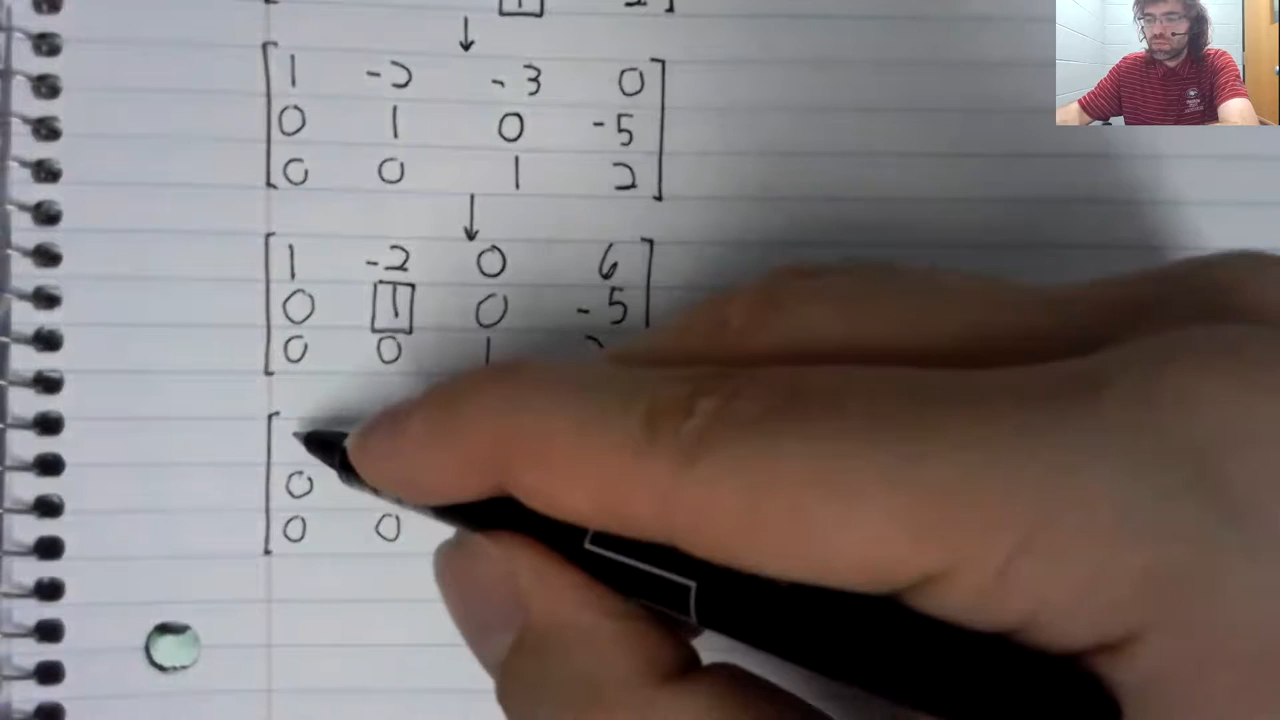 ↓
1 -2 -3 0
0 1 0 -5
0 0 1 2
↓
1 -2 0 6
0 1 0 -5
0 0 1
0
0 0